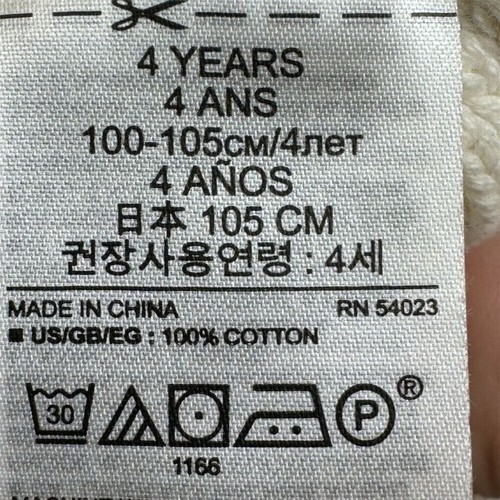 4 YEARS
4 ANS
100-105см/4лет
4 AÑOS
日本 105 CM
권장사용연령 : 4세
MADE IN CHINA RN 54023
■ US/GB/EG : 100% COTTON
30 P ®
1166